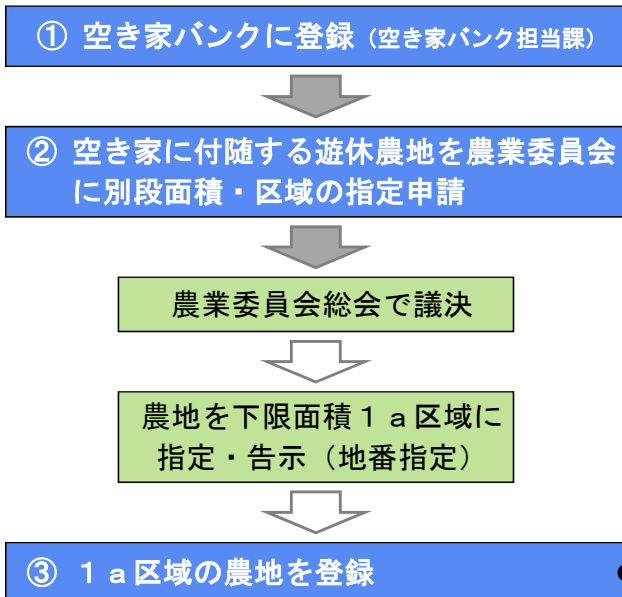 ① 空き家バンクに登録（空き家バンク担当課）
② 空き家に付随する遊休農地を農業委員会
に別段面積・区域の指定申請
農業委員会総会で議決
農地を下限面積１ａ区域に
指定・告示（地番指定）
③ １ａ区域の農地を登録